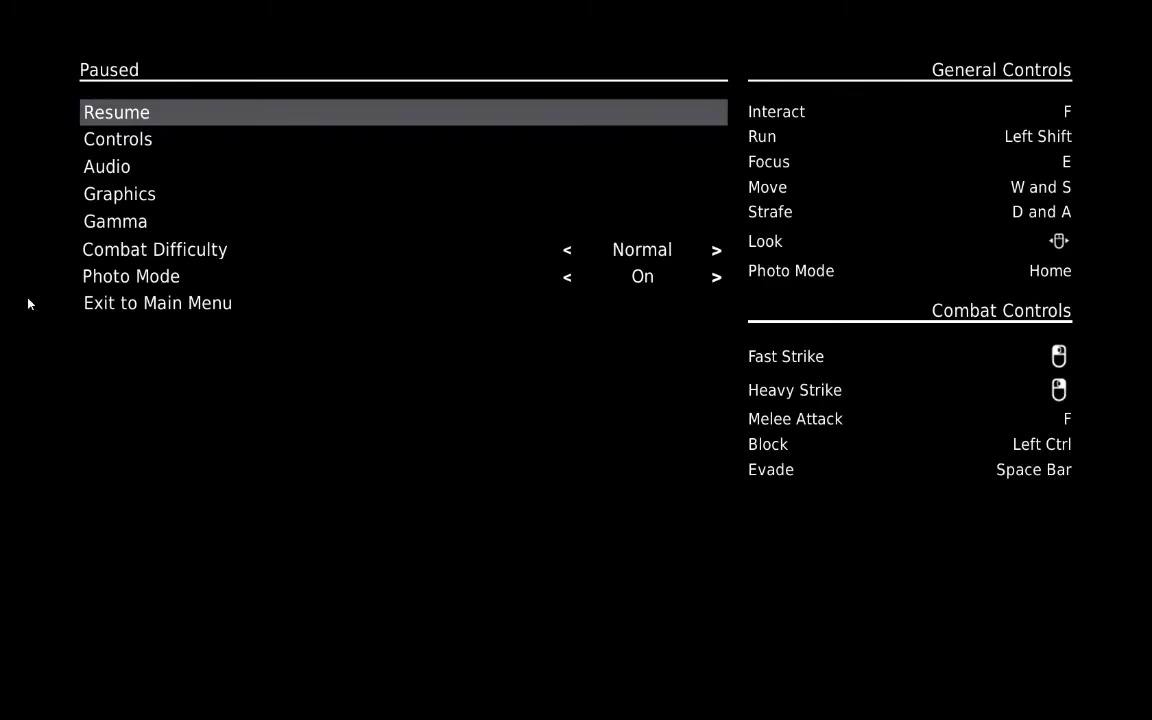 Paused
Resume
Controls
Audio
Graphics
Gamma
Combat Difficulty < Normal >
Photo Mode < On >
Exit to Main Menu
General Controls
Interact F
Run Left Shift
Focus E
Move W and S
Strafe D and A
Look
Photo Mode Home
Combat Controls
Fast Strike
Heavy Strike
Melee Attack F
Block Left Ctrl
Evade Space Bar